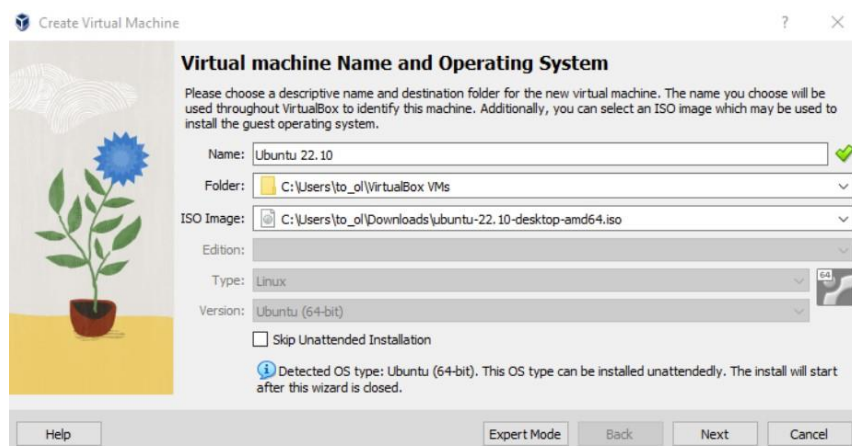 Create Virtual Machine
?
Virtual machine Name and Operating System
Please choose a descriptive name and destination folder for the new virtual machine. The name you choose will be
used throughout VirtualBox to identify this machine. Additionally, you can select an ISO image which may be used to
install the guest operating system.
Name: Ubuntu 22.10
Folder: C:\Users\to_ol\VirtualBox VMs
ISO Image: C:\Users\to_ol\Downloads\ubuntu-22.10-desktop-amd64.iso
Edition:
Type: Linux
64
Version: Ubuntu (64-bit)
Skip Unattended Installation
Detected OS type: Ubuntu (64-bit). This OS type can be installed unattendedly. The install will start
after this wizard is closed.
Help Expert Mode Back Next Cancel